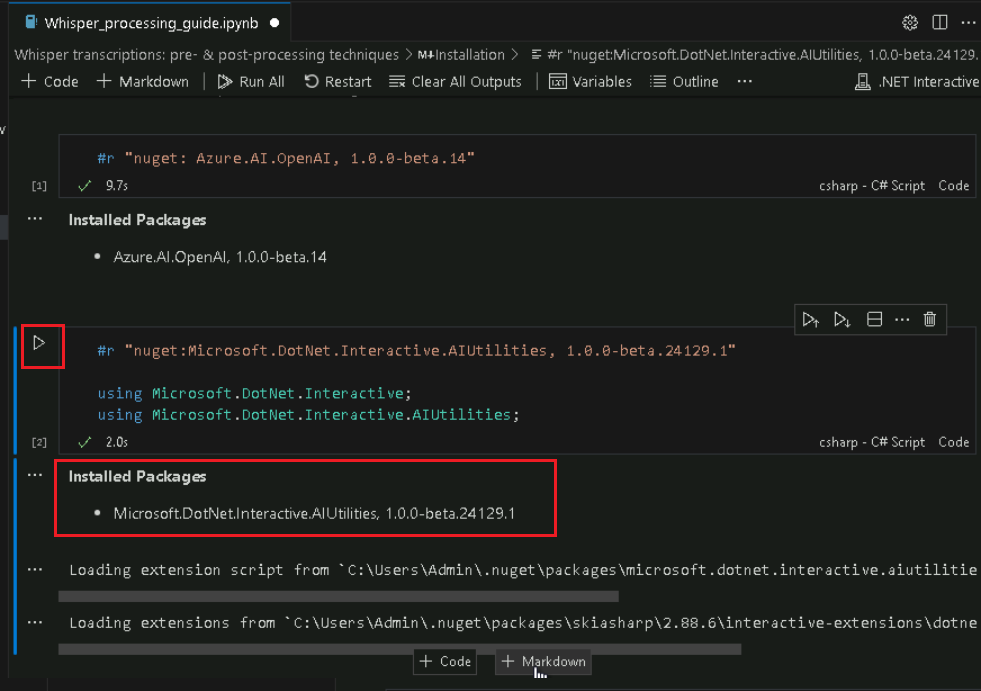 Whisper_processing_guide.ipynb
Whisper transcriptions: pre- & post-processing techniques > M↓Installation > #r "nuget:Microsoft.DotNet.Interactive.AIUtilities, 1.0.0-beta.24129.
+ Code + Markdown Run All Restart Clear All Outputs Variables Outline ... .NET Interactive
#r "nuget: Azure.AI.OpenAI, 1.0.0-beta.14"
[1] 9.7s csharp - C# Script Code
... Installed Packages
• Azure.AI.OpenAI, 1.0.0-beta.14
#r "nuget:Microsoft.DotNet.Interactive.AIUtilities, 1.0.0-beta.24129.1"
using Microsoft.DotNet.Interactive;
using Microsoft.DotNet.Interactive.AIUtilities;
[2] 2.0s csharp - C# Script Code
... Installed Packages
• Microsoft.DotNet.Interactive.AIUtilities, 1.0.0-beta.24129.1
... Loading extension script from `C:\Users\Admin\.nuget\packages\microsoft.dotnet.interactive.aiutilitie
... Loading extensions from `C:\Users\Admin\.nuget\packages\skiasharp\2.88.6\interactive-extensions\dotne
+ Code + Markdown